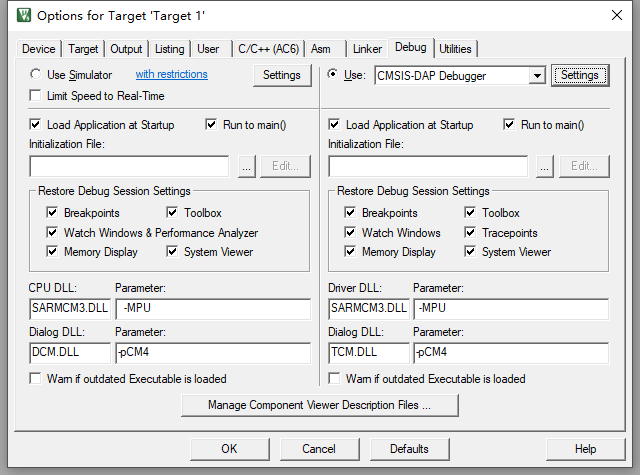 Options for Target 'Target 1'
Device Target Output Listing User C/C++ (AC6) Asm Linker Debug Utilities
Use Simulator with restrictions Settings
Limit Speed to Real-Time
Use: CMSIS-DAP Debugger Settings
Load Application at Startup Run to main()
Initialization File:
... Edit...
Restore Debug Session Settings
Breakpoints Toolbox
Watch Windows & Performance Analyzer
Memory Display System Viewer
CPU DLL: Parameter:
SARMCM3.DLL -MPU
Dialog DLL: Parameter:
DCM.DLL -pCM4
Warn if outdated Executable is loaded
Load Application at Startup Run to main()
Initialization File:
... Edit...
Restore Debug Session Settings
Breakpoints Toolbox
Watch Windows Tracepoints
Memory Display System Viewer
Driver DLL: Parameter:
SARMCM3.DLL -MPU
Dialog DLL: Parameter:
TCM.DLL -pCM4
Warn if outdated Executable is loaded
Manage Component Viewer Description Files ...
OK Cancel Defaults Help